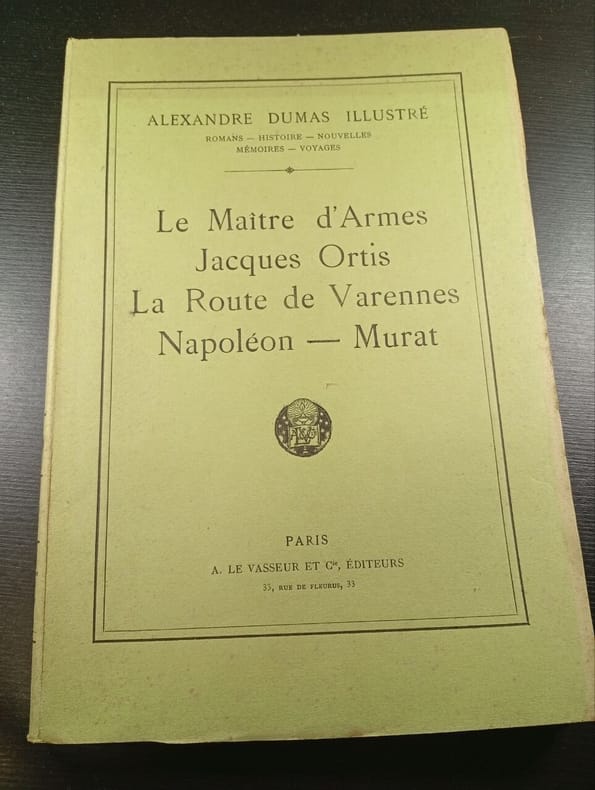 ALEXANDRE DUMAS ILLUSTRÉ
ROMANS — HISTOIRE — NOUVELLES
MÉMOIRES — VOYAGES
Le Maître d'Armes
Jacques Ortis
La Route de Varennes
Napoléon — Murat
PARIS
A. LE VASSEUR ET Cie, ÉDITEURS
33, RUE DE FLEURUS, 33